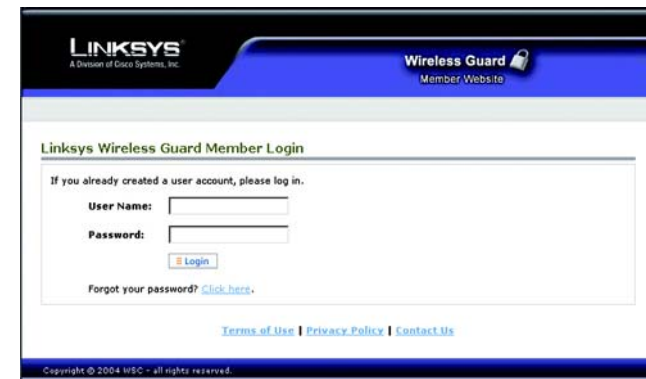 LINKSYS®
A Division of Cisco Systems, Inc.
Wireless Guard
Member Website
Linksys Wireless Guard Member Login
If you already created a user account, please log in.
User Name:
Password:
Login
Forgot your password? Click here.
Terms of Use | Privacy Policy | Contact Us
Copyright © 2004 WSC - all rights reserved.